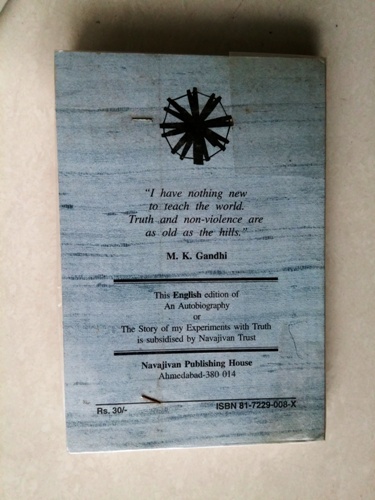 "I have nothing new
to teach the world.
Truth and non-violence are
as old as the hills."
M. K. Gandhi
This English edition of
An Autobiography
or
The Story of my Experiments with Truth
is subsidised by Navajivan Trust
Navajivan Publishing House
Ahmedabad-380 014
Rs. 30/- ISBN 81-7229-008-X